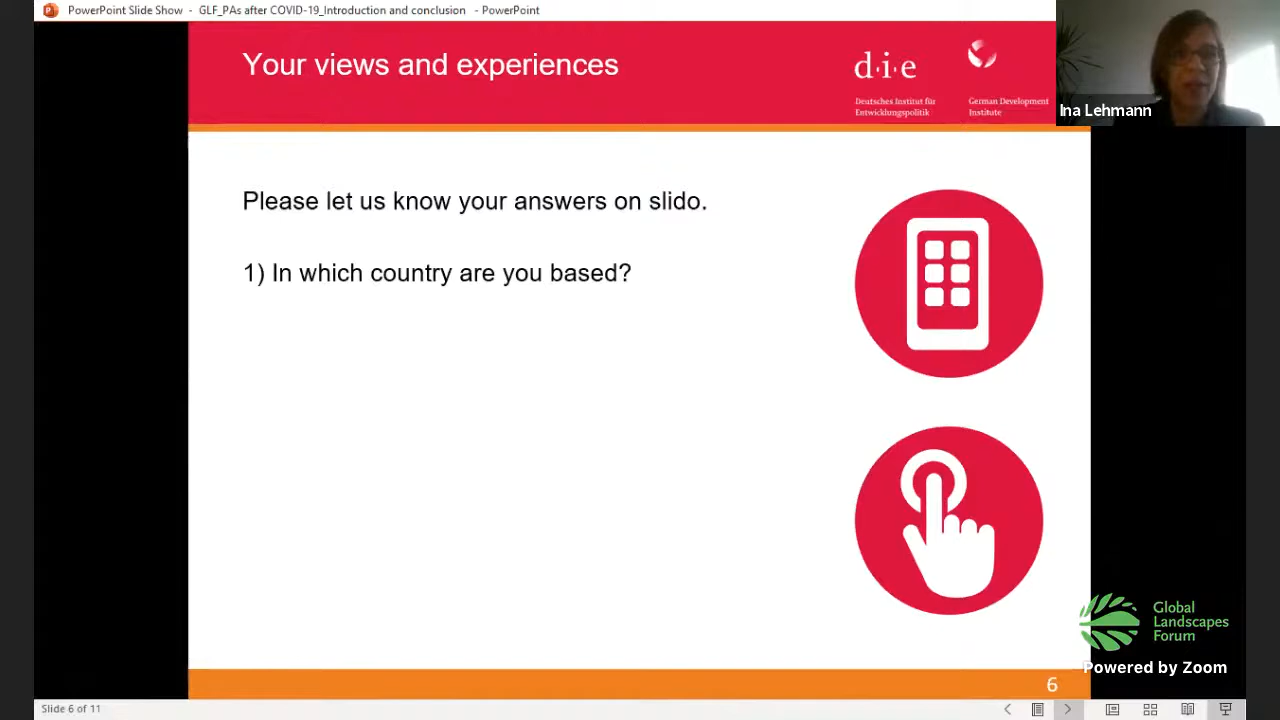 PowerPoint Slide Show - GLF_PAs after COVID-19_Introduction and conclusion - PowerPoint
Your views and experiences
d·i·e
Deutsches Institut für
Entwicklungspolitik
German Development
Institute
Ina Lehmann
Please let us know your answers on slido.
1) In which country are you based?
Global
Landscapes
Forum
Powered by Zoom
6
Slide 6 of 11